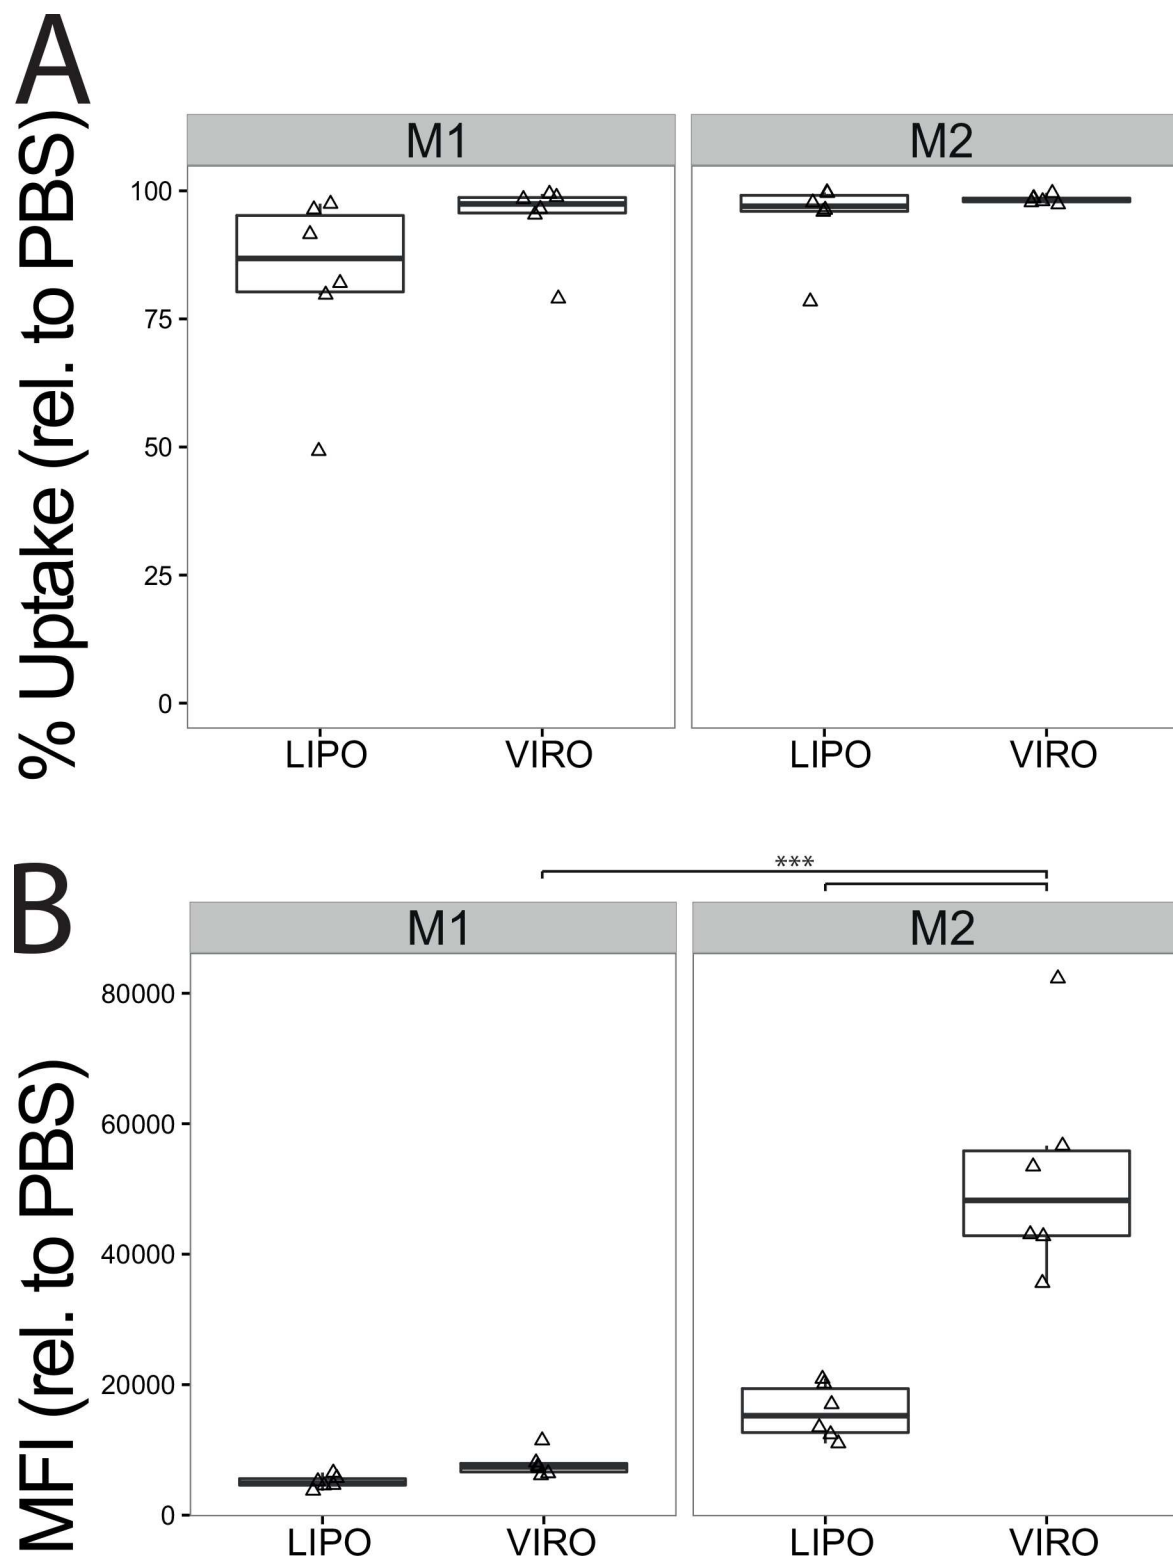 A
% Uptake (rel. to PBS)
M1
M2
100
75
50
25
0
LIPO
VIRO
LIPO
VIRO
B
MFI (rel. to PBS)
***
M1
M2
80000
60000
40000
20000
0
LIPO
VIRO
LIPO
VIRO